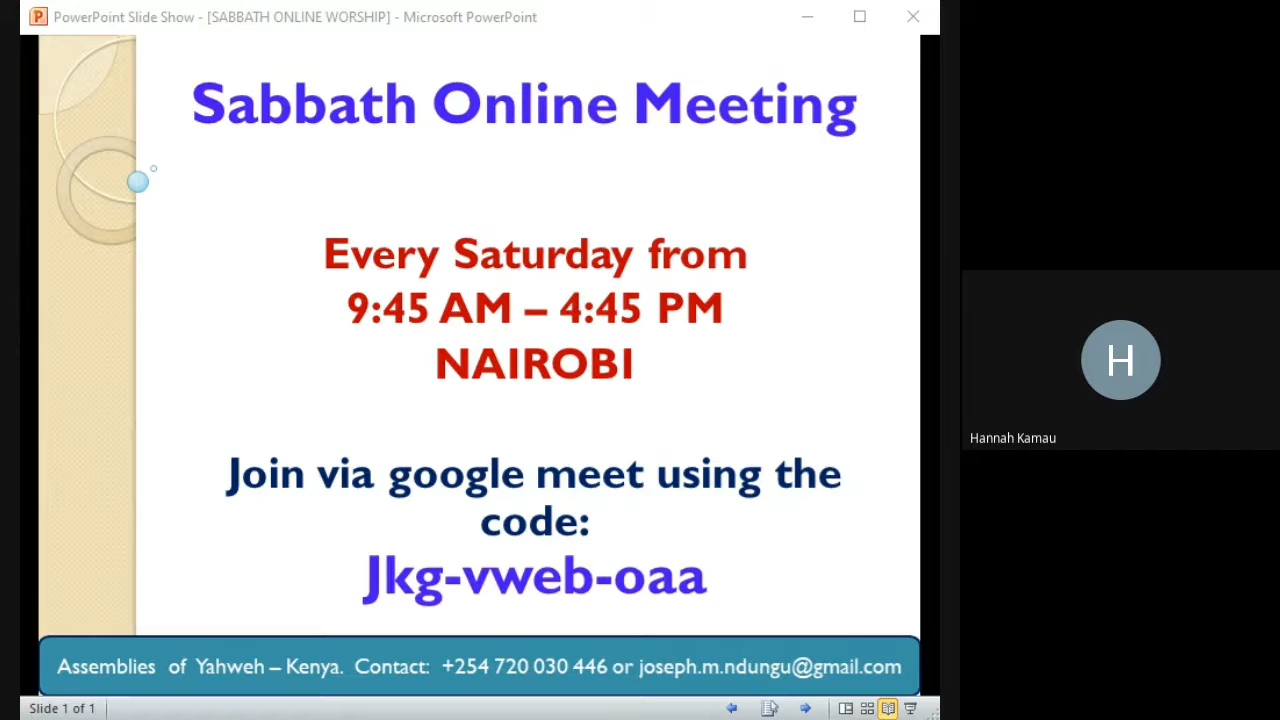 PowerPoint Slide Show - [SABBATH ONLINE WORSHIP] - Microsoft PowerPoint
Sabbath Online Meeting
Every Saturday from
9:45 AM – 4:45 PM
NAIROBI
Join via google meet using the
code:
Jkg-vweb-oaa
Assemblies of Yahweh – Kenya. Contact: +254 720 030 446 or joseph.m.ndungu@gmail.com
Slide 1 of 1
H
Hannah Kamau